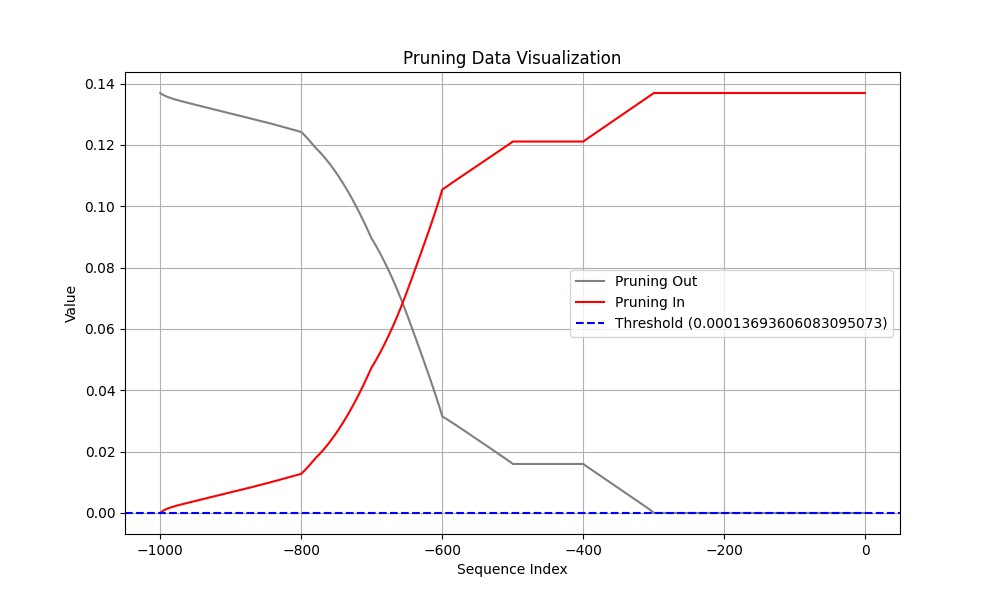 Pruning Data Visualization
0.14
0.12
0.10
0.08
0.06
0.04
0.02
0.00
Value
Pruning Out
Pruning In
Threshold (0.00013693606083095073)
−1000 −800 −600 −400 −200 0
Sequence Index